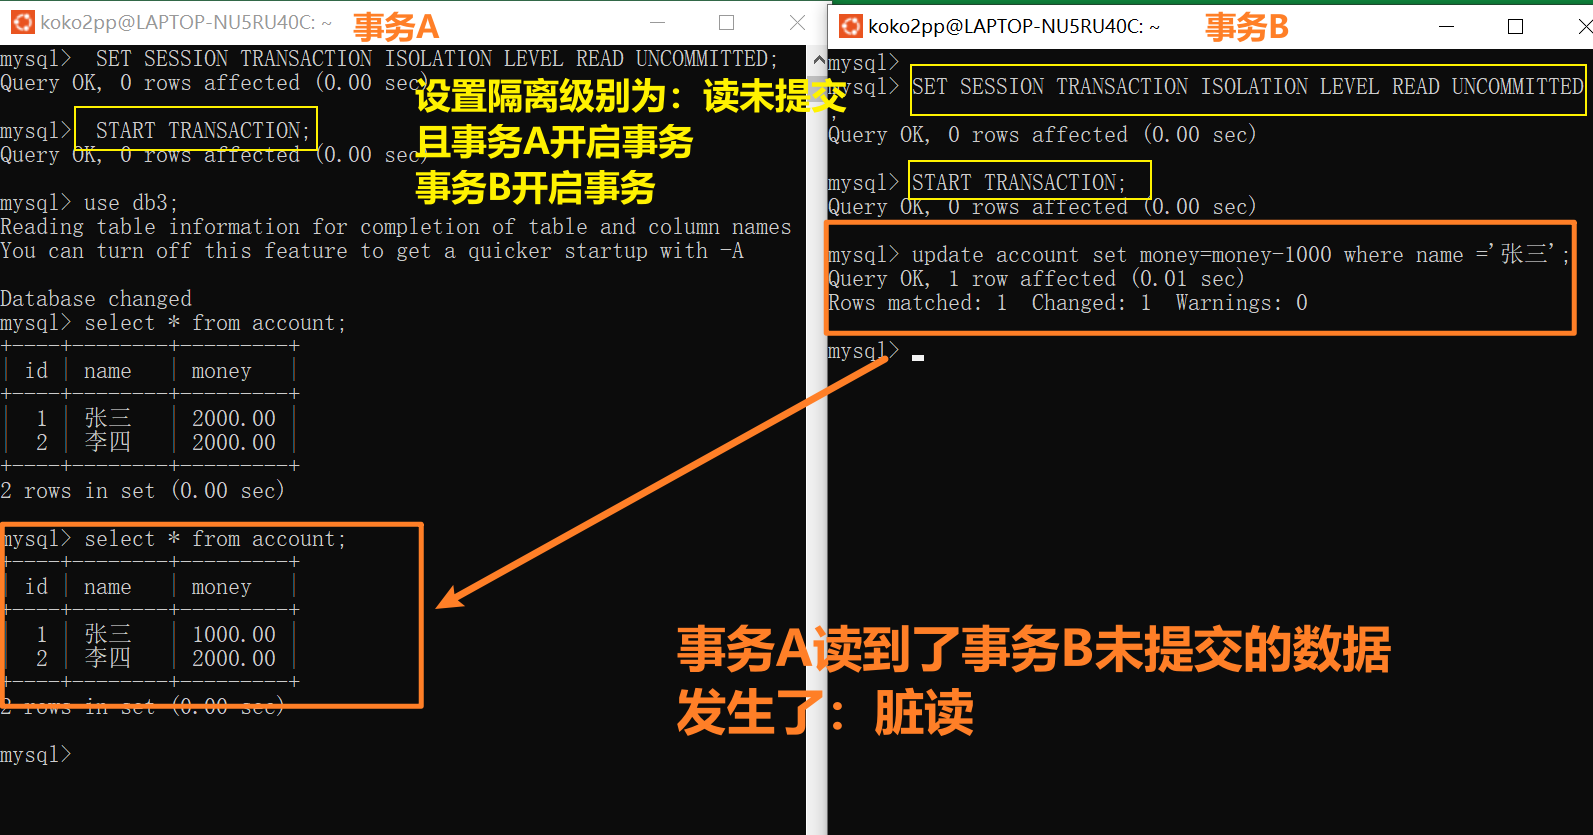 koko2pp@LAPTOP-NU5RU40C: ~
事务A
mysql>  SET SESSION TRANSACTION ISOLATION LEVEL READ UNCOMMITTED;
Query OK, 0 rows affected (0.00 sec)
设置隔离级别为：读未提交
且事务A开启事务
事务B开启事务
mysql>  START TRANSACTION;
Query OK, 0 rows affected (0.00 sec)
mysql> use db3;
Reading table information for completion of table and column names
You can turn off this feature to get a quicker startup with -A
Database changed
mysql> select * from account;
+----+--------+---------+
| id | name   | money   |
+----+--------+---------+
|  1 | 张三   | 2000.00 |
|  2 | 李四   | 2000.00 |
+----+--------+---------+
2 rows in set (0.00 sec)
mysql> select * from account;
+----+--------+---------+
| id | name   | money   |
+----+--------+---------+
|  1 | 张三   | 1000.00 |
|  2 | 李四   | 2000.00 |
+----+--------+---------+
2 rows in set (0.00 sec)
mysql>
koko2pp@LAPTOP-NU5RU40C: ~
事务B
mysql>
mysql> SET SESSION TRANSACTION ISOLATION LEVEL READ UNCOMMITTED
;
Query OK, 0 rows affected (0.00 sec)
mysql> START TRANSACTION;
Query OK, 0 rows affected (0.00 sec)
mysql> update account set money=money-1000 where name ='张三';
Query OK, 1 row affected (0.01 sec)
Rows matched: 1  Changed: 1  Warnings: 0
mysql>
事务A读到了事务B未提交的数据
发生了：脏读